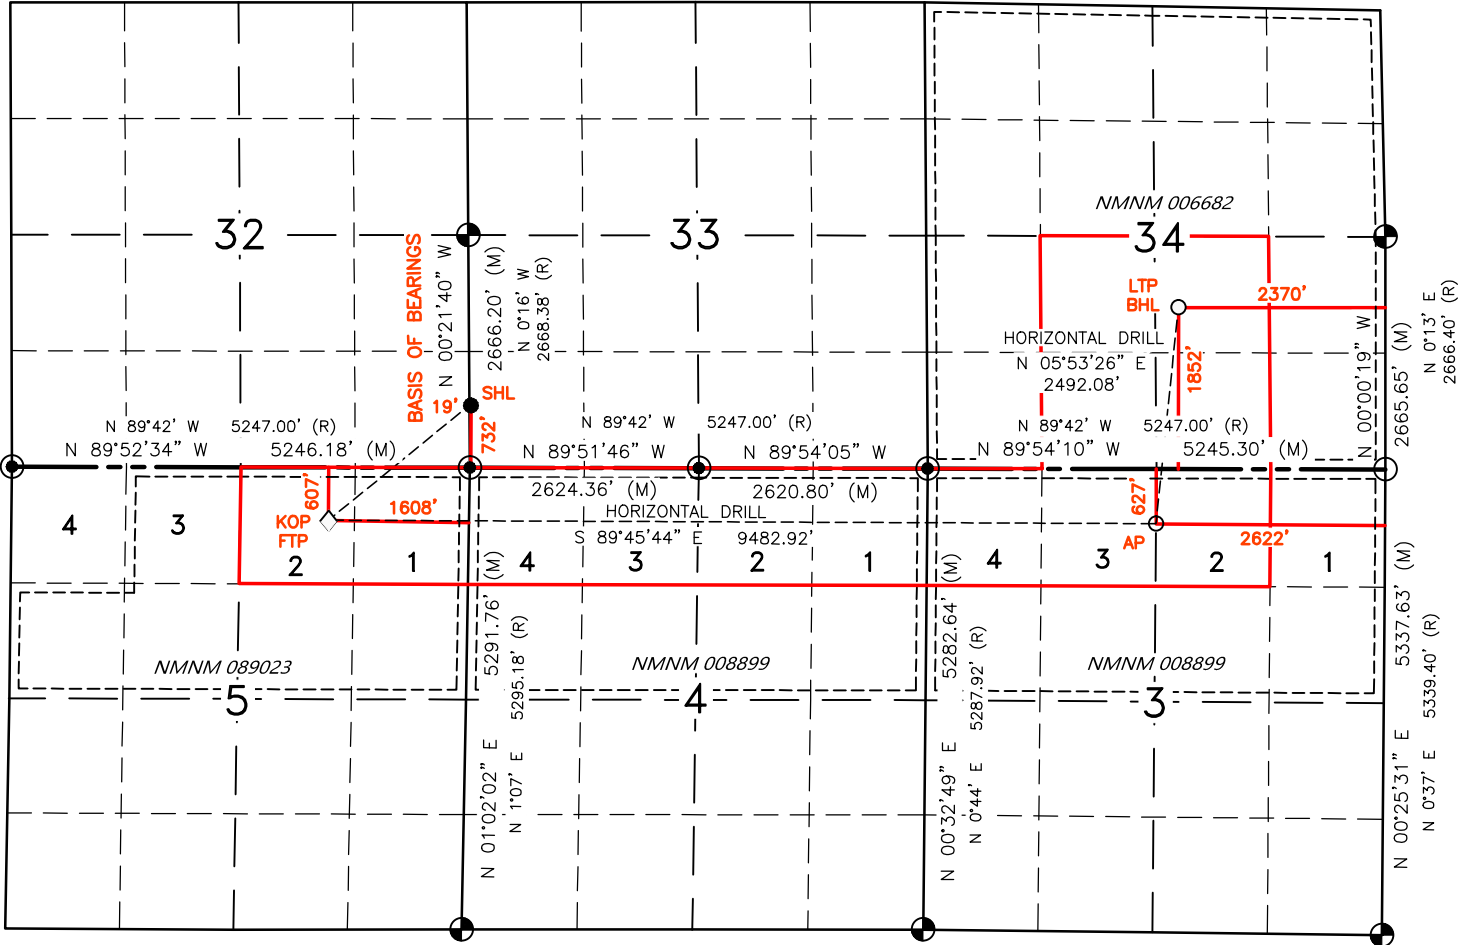 NMNM 006682
32
33
34
BASIS OF BEARINGS
N 00°21'40" W
2666.20' (M)
N 0°16' W
2668.38' (R)
LTP
BHL
2370'
HORIZONTAL DRILL
N 05°53'26" E
2492.08'
1852'
N 00°00'19" W
2665.65' (M)
N 0°13' E
2666.40' (R)
SHL
19'
732'
N 89°42' W 5247.00' (R)
N 89°52'34" W 5246.18' (M)
N 89°42' W 5247.00' (R)
N 89°51'46" W N 89°54'05" W
N 89°42' W 5247.00' (R)
N 89°54'10" W 5245.30' (M)
2624.36' (M) 2620.80' (M)
607'
1608'
KOP
FTP
HORIZONTAL DRILL
S 89°45'44" E 9482.92'
627'
AP
2622'
4 3 2 1 4 3 2 1 4 3 2 1
NMNM 089023
NMNM 008899
NMNM 008899
5
4
3
5291.76' (M)
N 01°02'02" E
5295.18' (R)
N 1°07' E
5282.64' (M)
N 00°32'49" E
5287.92' (R)
N 0°44' E
5337.63' (M)
N 00°25'31" E
5339.40' (R)
N 0°37' E